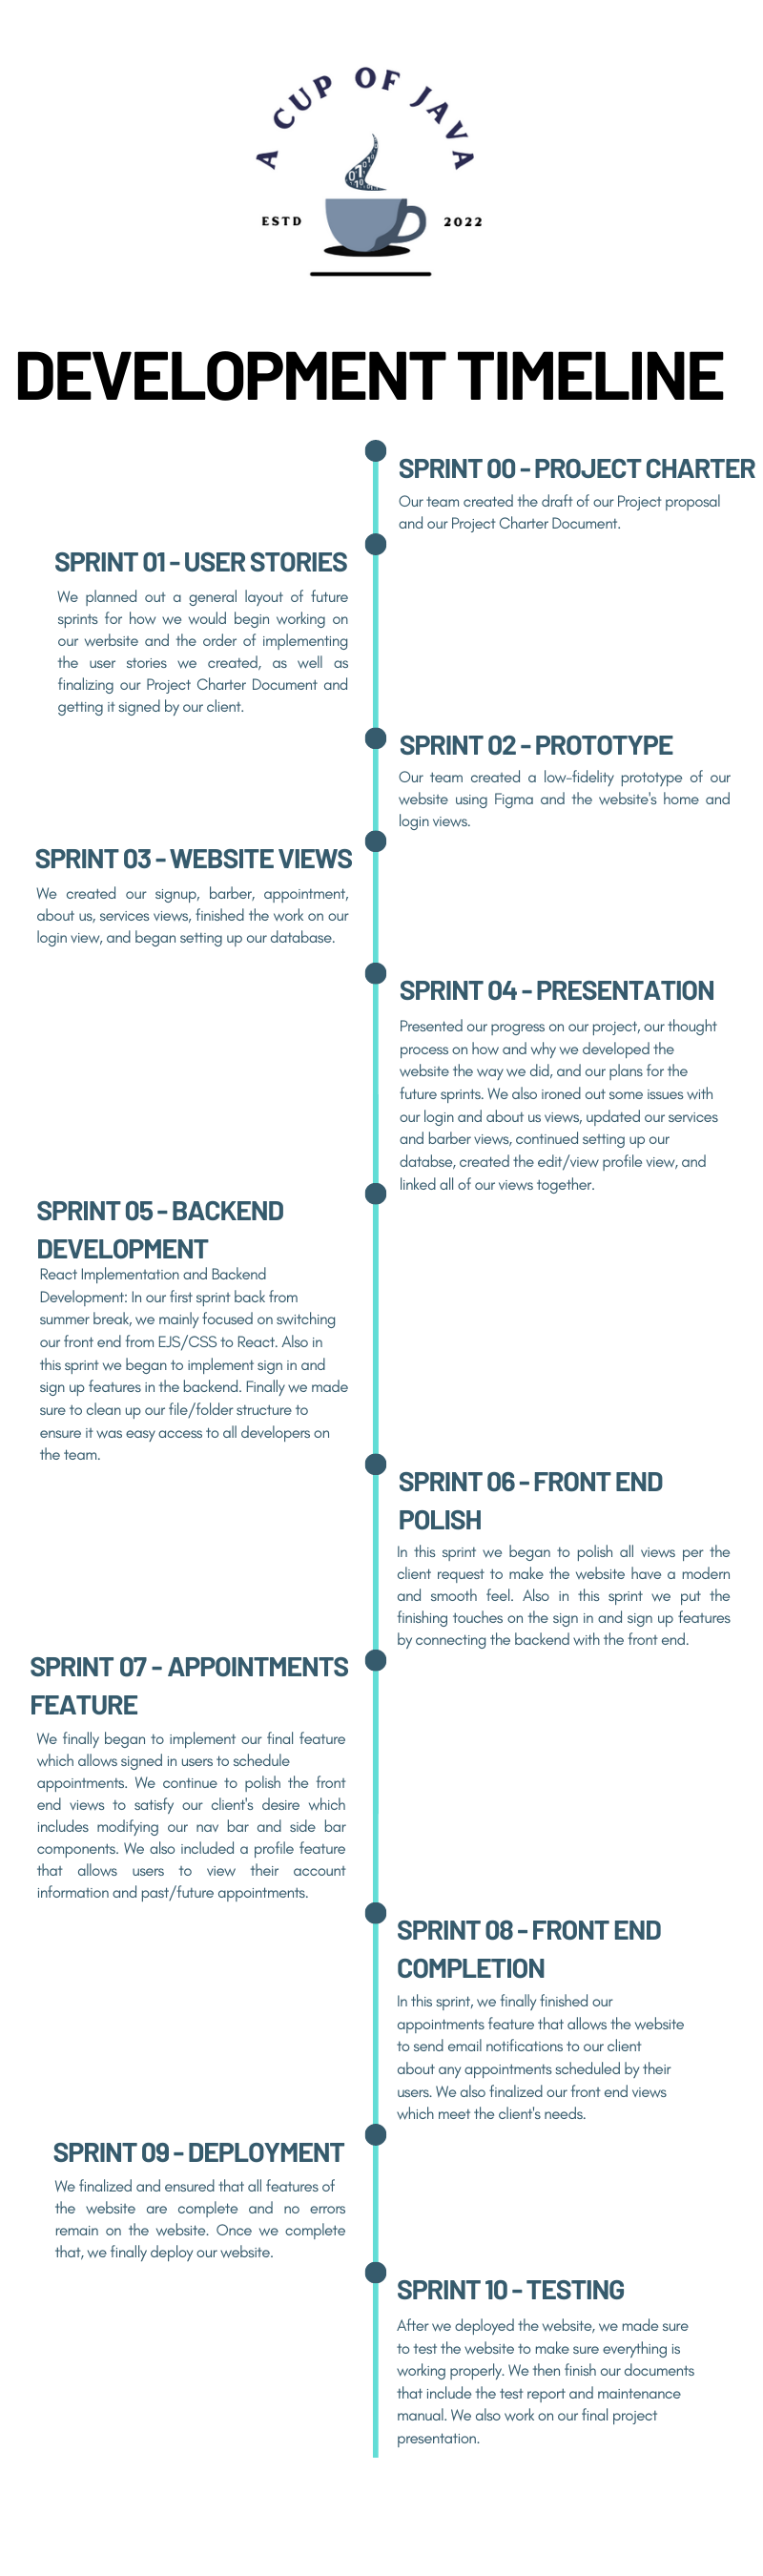 A CUP OF JAVA
ESTD 2022
DEVELOPMENT TIMELINE
SPRINT 00 - PROJECT CHARTER
Our team created the draft of our Project proposal
and our Project Charter Document.
SPRINT 01 - USER STORIES
We planned out a general layout of future
sprints for how we would begin working on
our werbsite and the order of implementing
the user stories we created, as well as
finalizing our Project Charter Document and
getting it signed by our client.
SPRINT 02 - PROTOTYPE
Our team created a low-fidelity prototype of our
website using Figma and the website's home and
login views.
SPRINT 03 - WEBSITE VIEWS
We created our signup, barber, appointment,
about us, services views, finished the work on our
login view, and began setting up our database.
SPRINT 04 - PRESENTATION
Presented our progress on our project, our thought
process on how and why we developed the
website the way we did, and our plans for the
future sprints. We also ironed out some issues with
our login and about us views, updated our services
and barber views, continued setting up our
databse, created the edit/view profile view, and
linked all of our views together.
SPRINT 05 - BACKEND
DEVELOPMENT
React Implementation and Backend
Development: In our first sprint back from
summer break, we mainly focused on switching
our front end from EJS/CSS to React. Also in
this sprint we began to implement sign in and
sign up features in the backend. Finally we made
sure to clean up our file/folder structure to
ensure it was easy access to all developers on
the team.
SPRINT 06 - FRONT END
POLISH
In this sprint we began to polish all views per the
client request to make the website have a modern
and smooth feel. Also in this sprint we put the
finishing touches on the sign in and sign up features
by connecting the backend with the front end.
SPRINT 07 - APPOINTMENTS
FEATURE
We finally began to implement our final feature
which allows signed in users to schedule
appointments. We continue to polish the front
end views to satisfy our client's desire which
includes modifying our nav bar and side bar
components. We also included a profile feature
that allows users to view their account
information and past/future appointments.
SPRINT 08 - FRONT END
COMPLETION
In this sprint, we finally finished our
appointments feature that allows the website
to send email notifications to our client
about any appointments scheduled by their
users. We also finalized our front end views
which meet the client's needs.
SPRINT 09 - DEPLOYMENT
We finalized and ensured that all features of
the website are complete and no errors
remain on the website. Once we complete
that, we finally deploy our website.
SPRINT 10 - TESTING
After we deployed the website, we made sure
to test the website to make sure everything is
working properly. We then finish our documents
that include the test report and maintenance
manual. We also work on our final project
presentation.